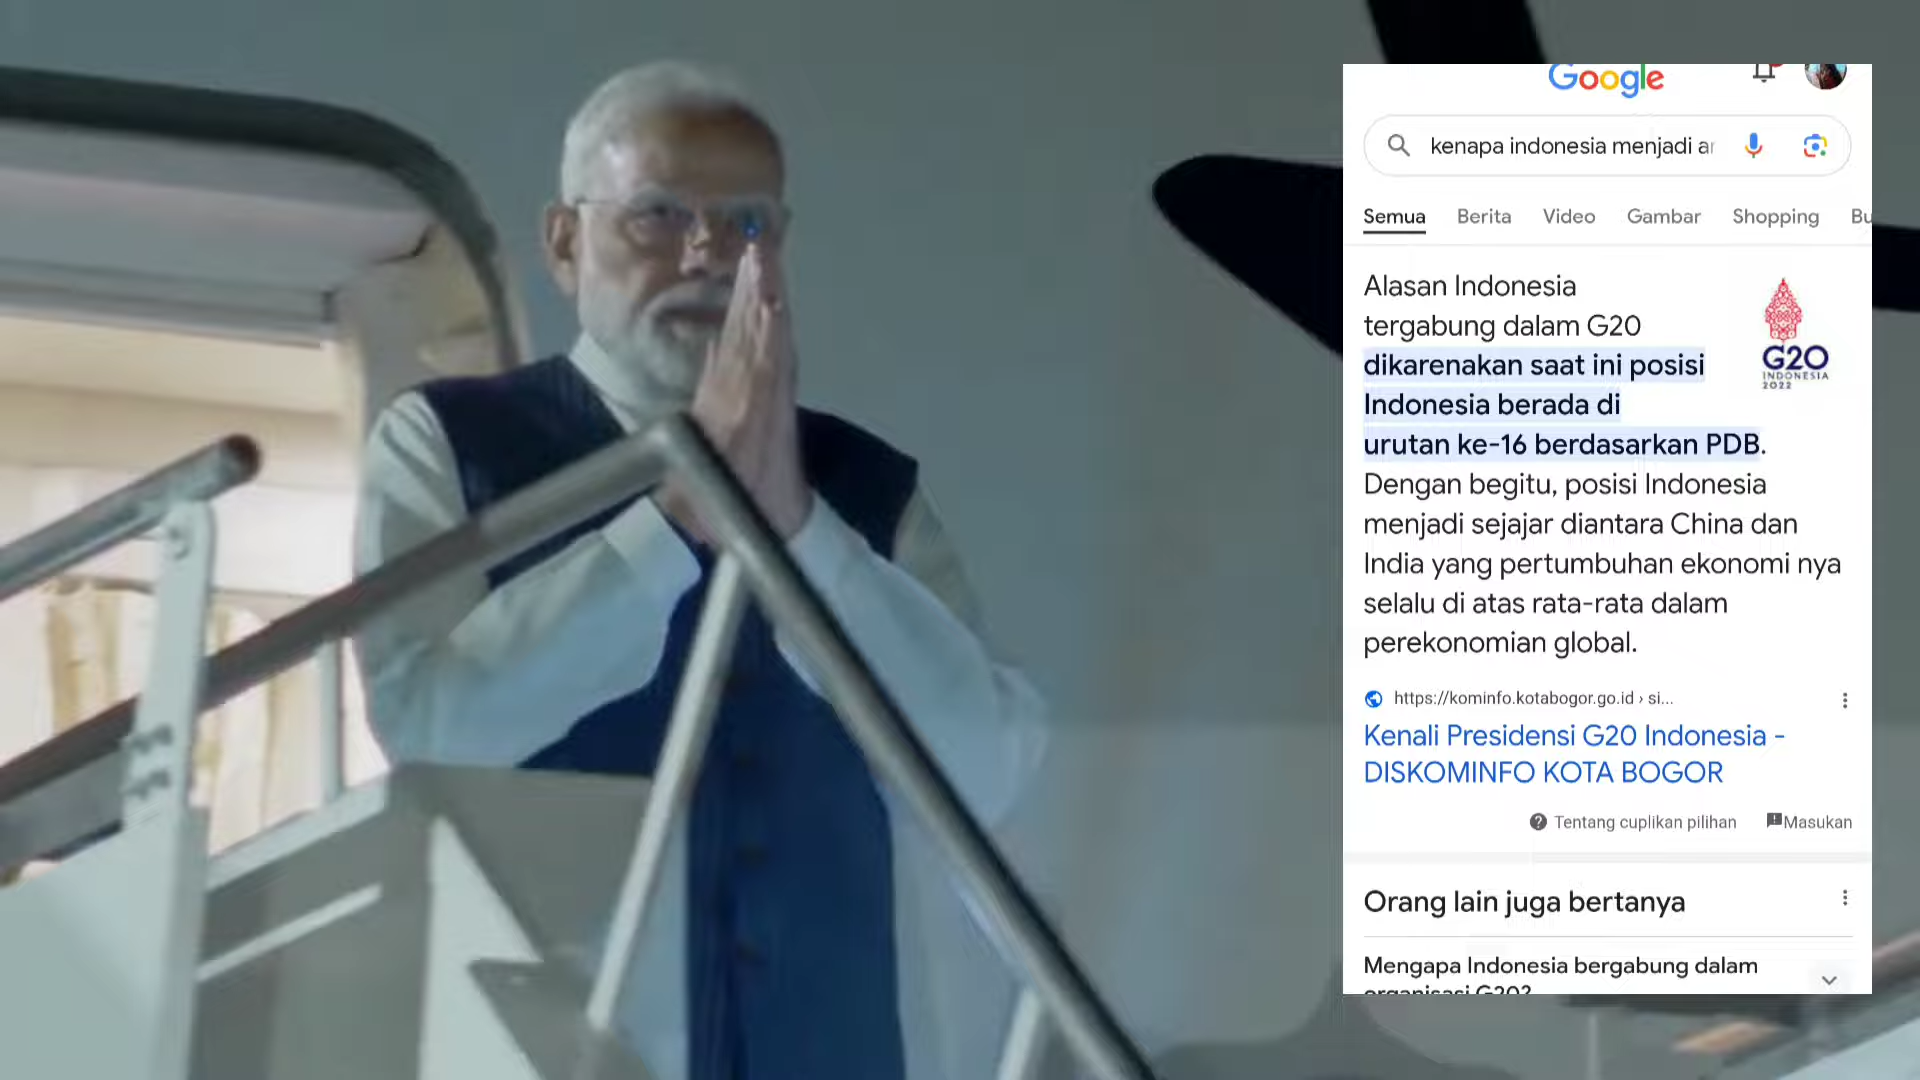 Google
kenapa indonesia menjadi
Semua Berita Video Gambar Shopping
Alasan Indonesia
tergabung dalam G20
dikarenakan saat ini posisi
Indonesia berada di
urutan ke-16 berdasarkan PDB.
Dengan begitu, posisi Indonesia
menjadi sejajar diantara China dan
India yang pertumbuhan ekonomi nya
selalu di atas rata-rata dalam
perekonomian global.
G20
INDONESIA
2022
https://kominfo.kotabogor.go.id › si...
Kenali Presidensi G20 Indonesia -
DISKOMINFO KOTA BOGOR
Tentang cuplikan pilihan Masukan
Orang lain juga bertanya
Mengapa Indonesia bergabung dalam
organisasi G20?